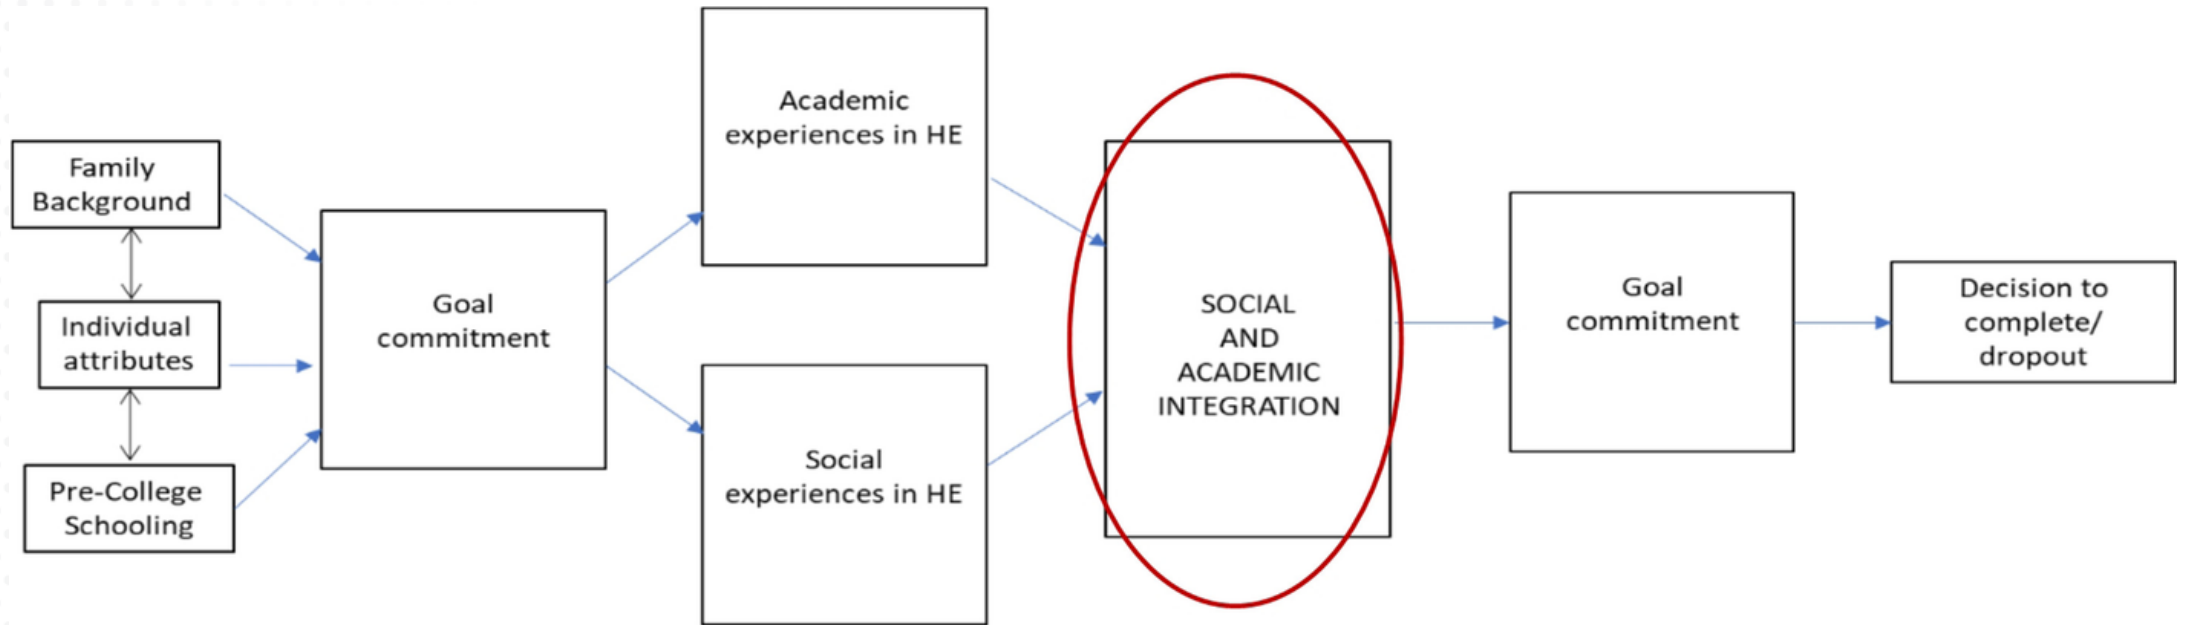 Family
Background
Individual
attributes
Pre-College
Schooling
Goal
commitment
Academic
experiences in HE
Social
experiences in HE
SOCIAL
AND
ACADEMIC
INTEGRATION
Goal
commitment
Decision to
complete/
dropout